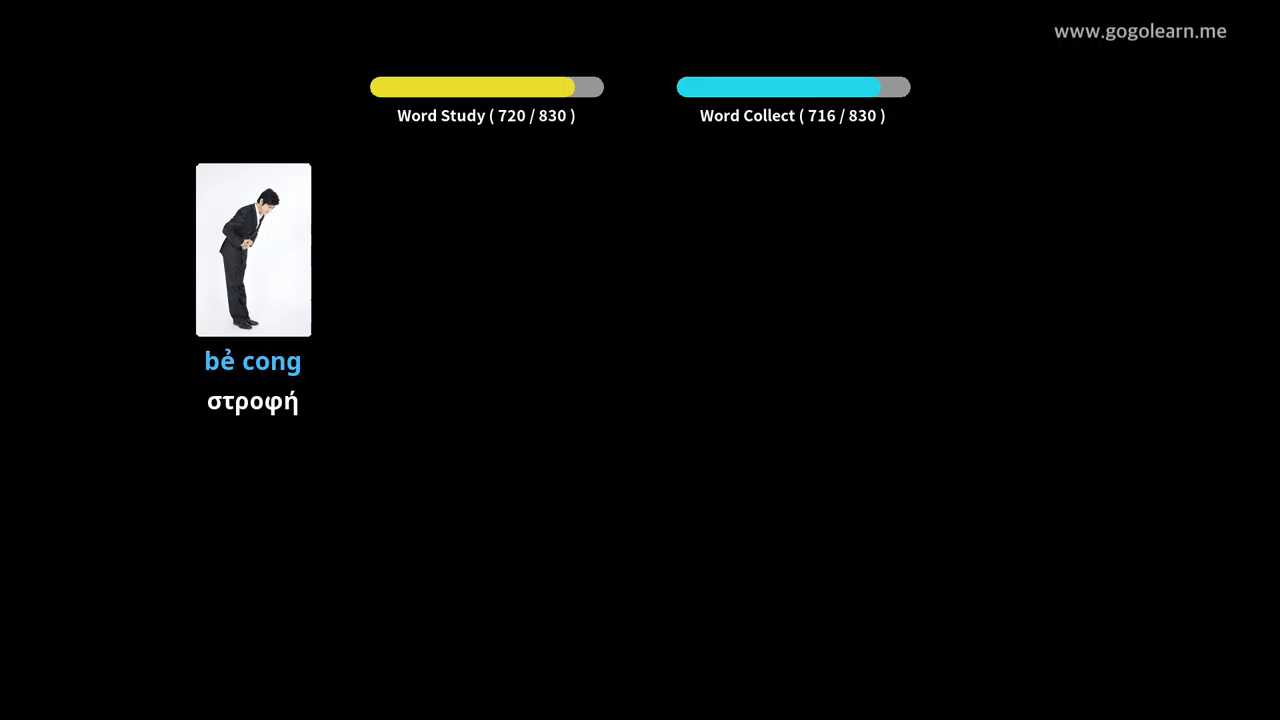 www.gogolearn.me
Word Study ( 720 / 830 )
Word Collect ( 716 / 830 )
bẻ cong
στροφή